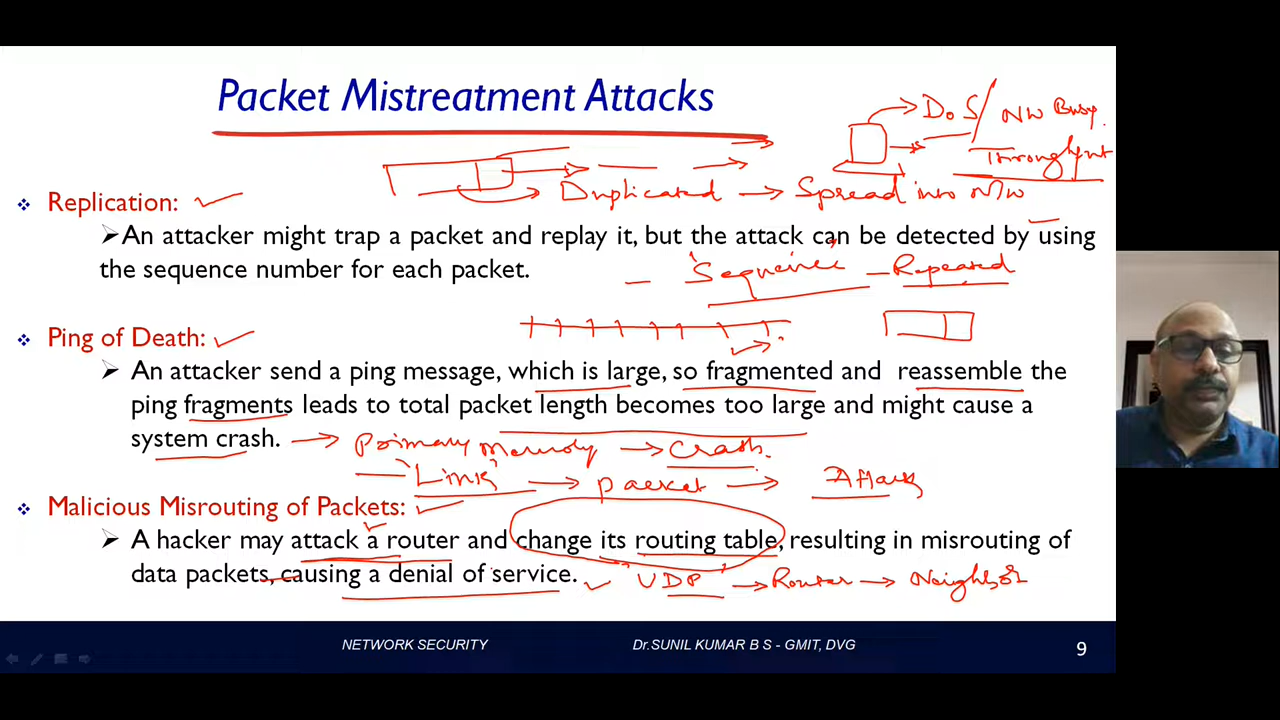 Packet Mistreatment Attacks
DoS/ NW Busy.
Throughput
Duplicated → Spread into NW
❖ Replication:
➢An attacker might trap a packet and replay it, but the attack can be detected by using
the sequence number for each packet.
- 'Sequence' - Repeated
❖ Ping of Death:
➢ An attacker send a ping message, which is large, so fragmented and reassemble the
ping fragments leads to total packet length becomes too large and might cause a
system crash. → Primary Memory → Crash.
- 'Link' → packet → Attack
❖ Malicious Misrouting of Packets:
➢ A hacker may attack a router and change its routing table, resulting in misrouting of
data packets, causing a denial of service.
"UDP" → Router → Neighbor
NETWORK SECURITY Dr.SUNIL KUMAR B S - GMIT, DVG 9